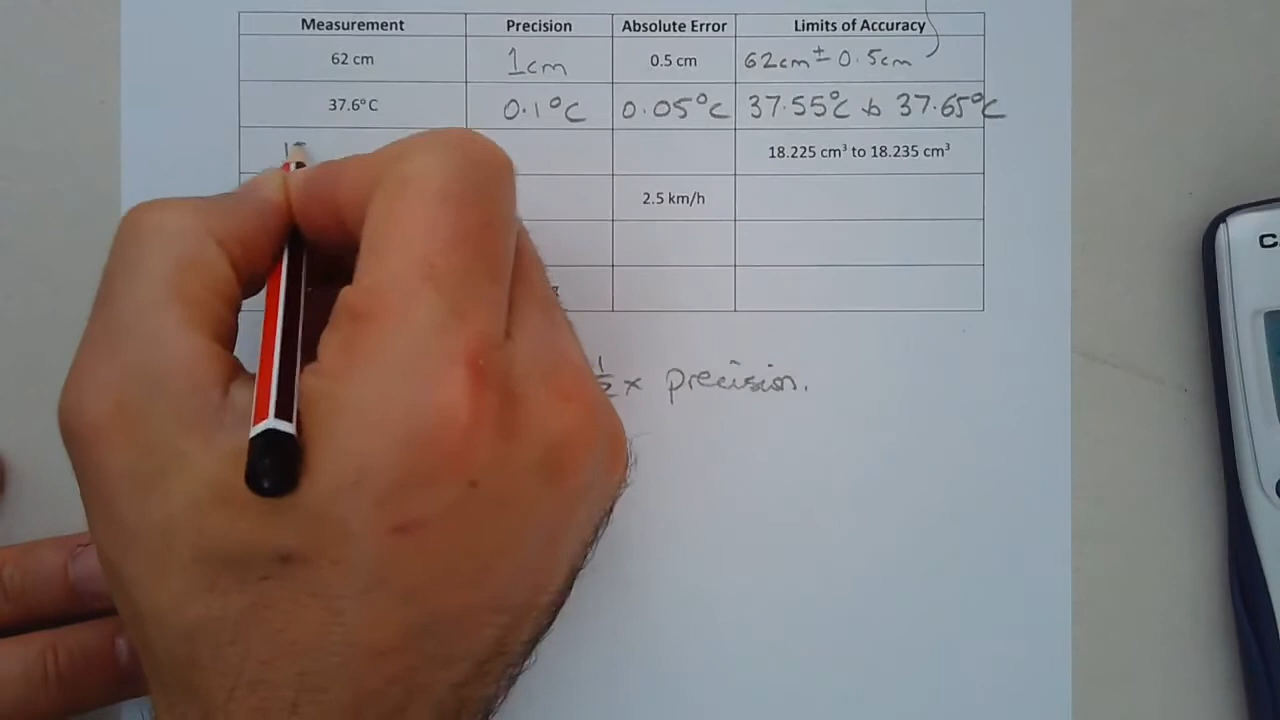 Measurement Precision Absolute Error Limits of Accuracy
62 cm 1cm 0.5 cm 62cm ± 0.5cm
37.6°C 0.1°C 0.05°C 37.55°C to 37.65°C
18.225 cm³ to 18.235 cm³
2.5 km/h
½ x precision.